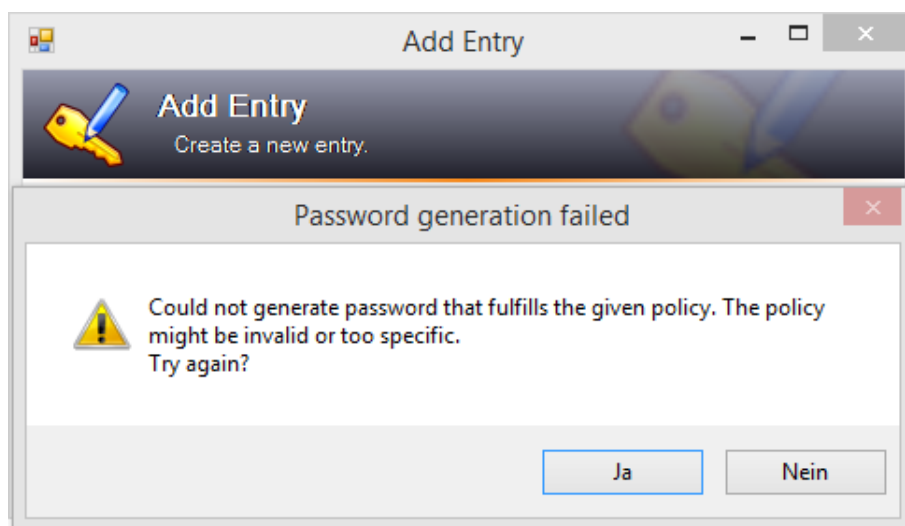 Add Entry
Add Entry
Create a new entry.
Password generation failed
Could not generate password that fulfills the given policy. The policy
might be invalid or too specific.
Try again?
Ja
Nein